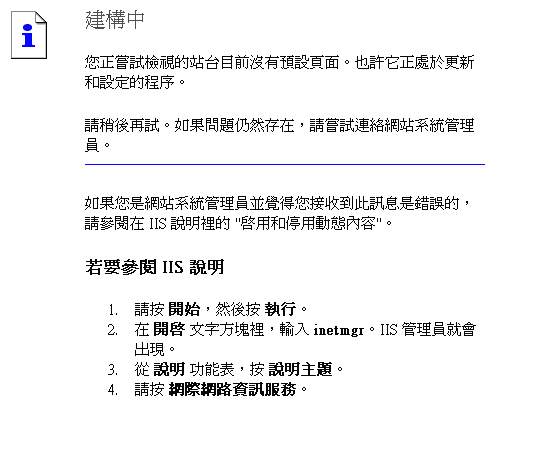 建構中
您正嘗試檢視的站台目前沒有預設頁面。也許它正處於更新
和設定的程序。
請稍後再試。如果問題仍然存在，請嘗試連絡網站系統管理
員。
如果您是網站系統管理員並覺得您接收到此訊息是錯誤的，
請參閱在 IIS 說明裡的 "啓用和停用動態內容"。
若要參閱 IIS 說明
1. 請按 開始，然後按 執行。
2. 在 開啓 文字方塊裡，輸入 inetmgr。IIS 管理員就會
出現。
3. 從 說明 功能表，按 說明主題。
4. 請按 網際網路資訊服務。